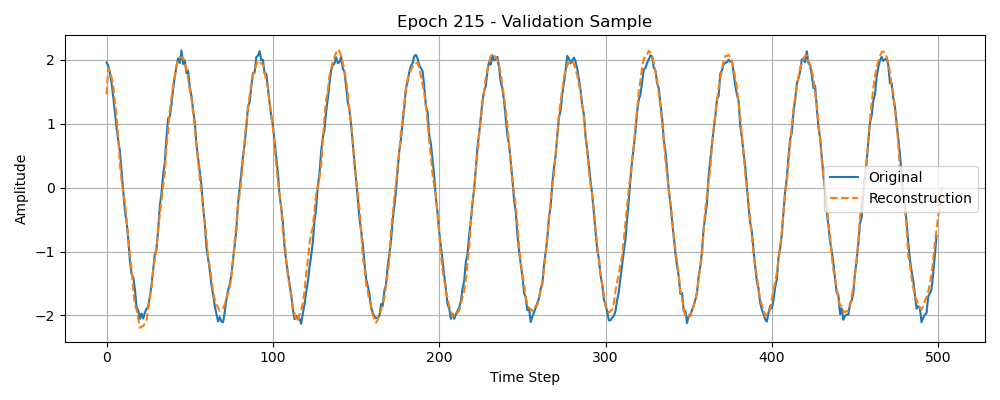 Epoch 215 - Validation Sample
Amplitude
2
1
0
−1
−2
Original
Reconstruction
0
100
200
300
400
500
Time Step